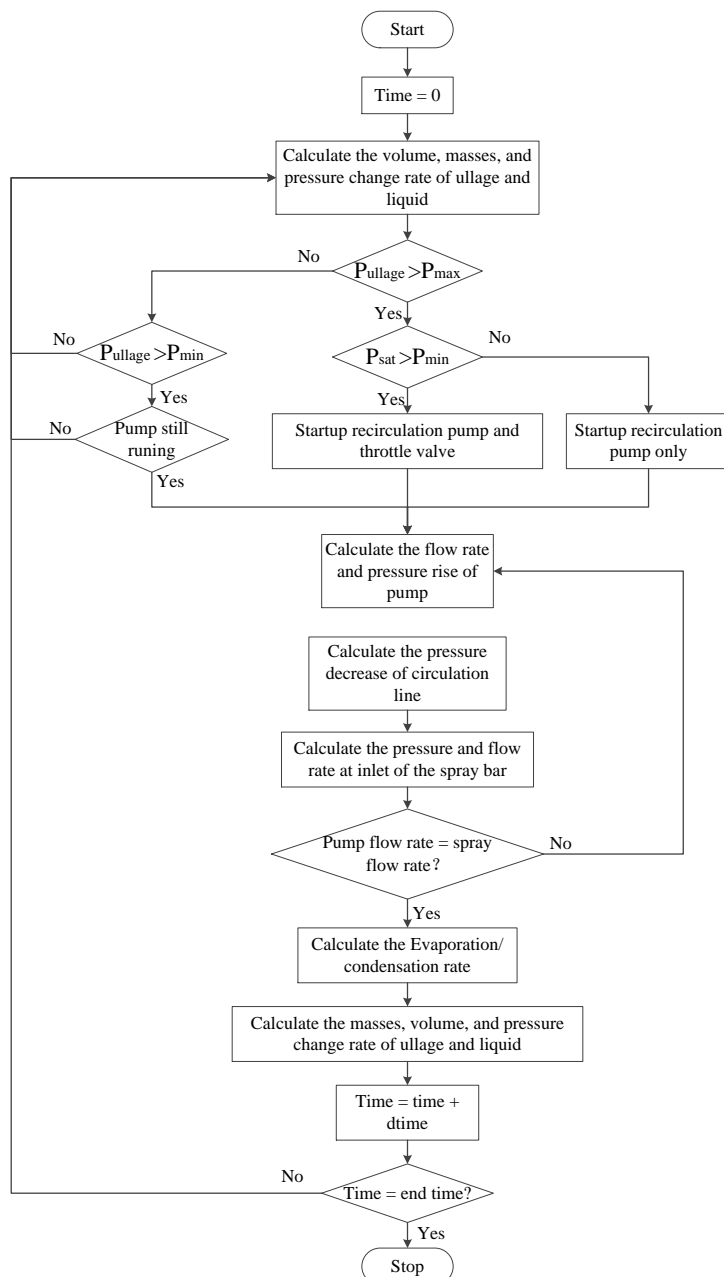 Start
Time = 0
Calculate the volume, masses, and
pressure change rate of ullage and
liquid
No
Pullage >Pmax
Yes
No
Pullage >Pmin
Psat >Pmin
No
Yes
Yes
No
Pump still
runing
Startup recirculation pump and
throttle valve
Startup recirculation
pump only
Yes
Calculate the flow rate
and pressure rise of
pump
Calculate the pressure
decrease of circulation
line
Calculate the pressure and flow
rate at inlet of the spray bar
Pump flow rate = spray
flow rate?
No
Yes
Calculate the Evaporation/
condensation rate
Calculate the masses, volume, and pressure
change rate of ullage and liquid
Time = time +
dtime
No
Time = end time?
Yes
Stop